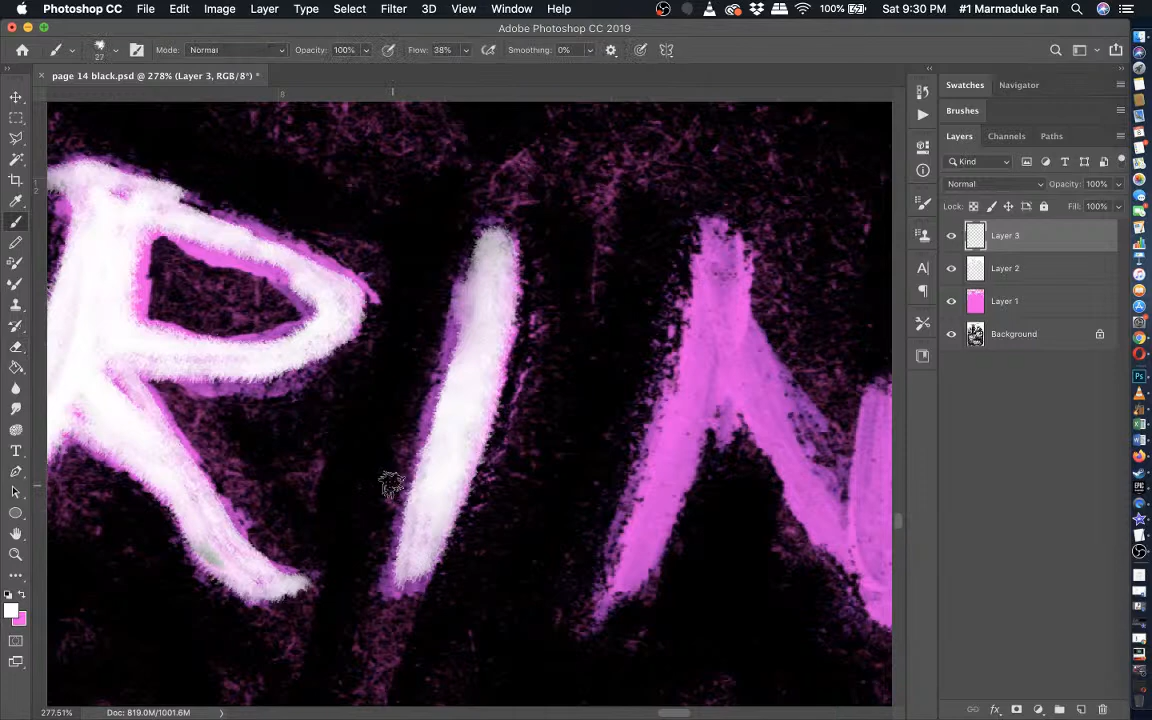 Photoshop CC File Edit Image Layer Type Select Filter 3D View Window Help 100% Sat 9:30 PM #1 Marmaduke Fan
Adobe Photoshop CC 2019
27 Mode: Normal Opacity: 100% Flow: 38% Smoothing: 0%
× page 14 black.psd @ 278% (Layer 3, RGB/8*) *
8
Swatches Navigator
Brushes
Layers Channels Paths
Kind
Normal Opacity: 100%
Lock: Fill: 100%
Layer 3
Layer 2
Layer 1
Background
RIN
277.51% Doc: 819.0M/1001.6M